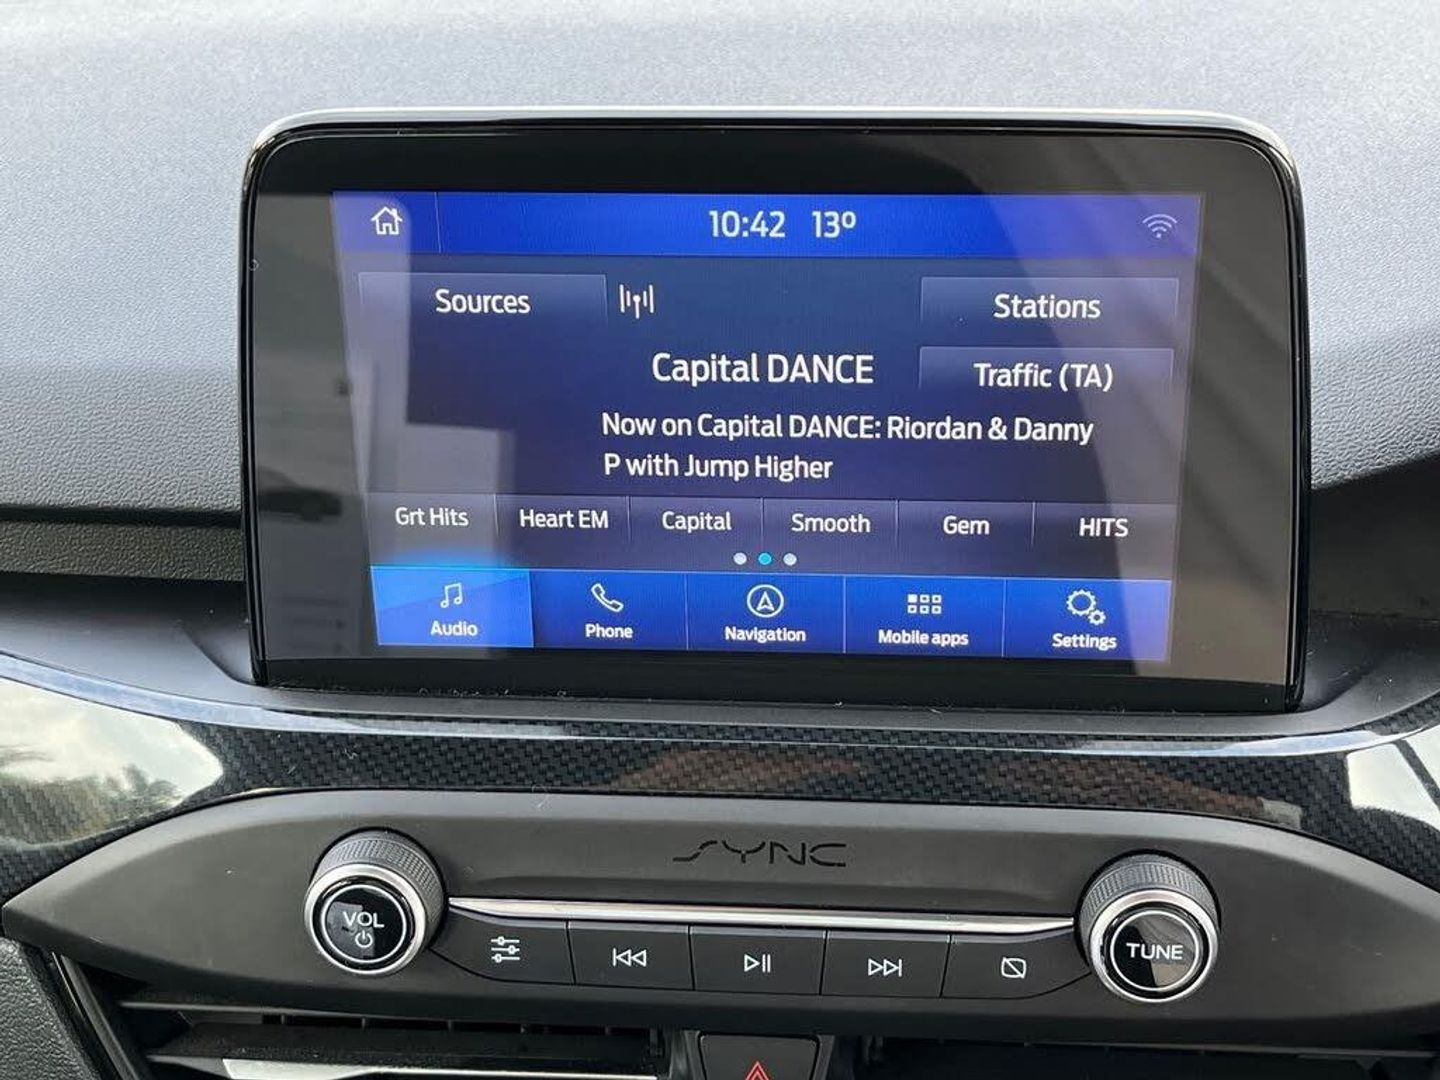 10:42 13º
Sources
Stations
Capital DANCE
Traffic (TA)
Now on Capital DANCE: Riordan & Danny
P with Jump Higher
Grt Hits Heart EM Capital Smooth Gem HITS
Audio Phone Navigation Mobile apps Settings
SYNC
VOL
TUNE